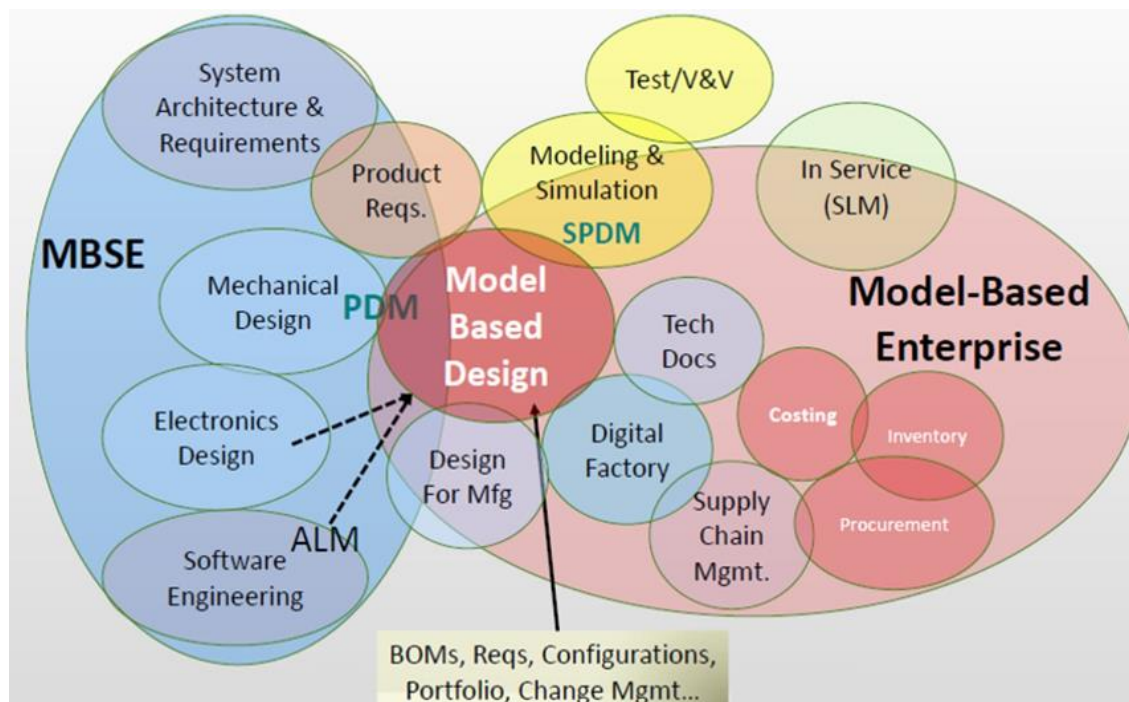 System
Architecture &
Requirements
Test/V&V
Product
Reqs.
Modeling &
Simulation
SPDM
In Service
(SLM)
MBSE
Mechanical
Design
PDM
Model
Based
Design
Tech
Docs
Model-Based
Enterprise
Electronics
Design
Design
For Mfg
Digital
Factory
Costing
Inventory
ALM
Software
Engineering
Supply
Chain
Mgmt.
Procurement
BOMs, Reqs, Configurations,
Portfolio, Change Mgmt...